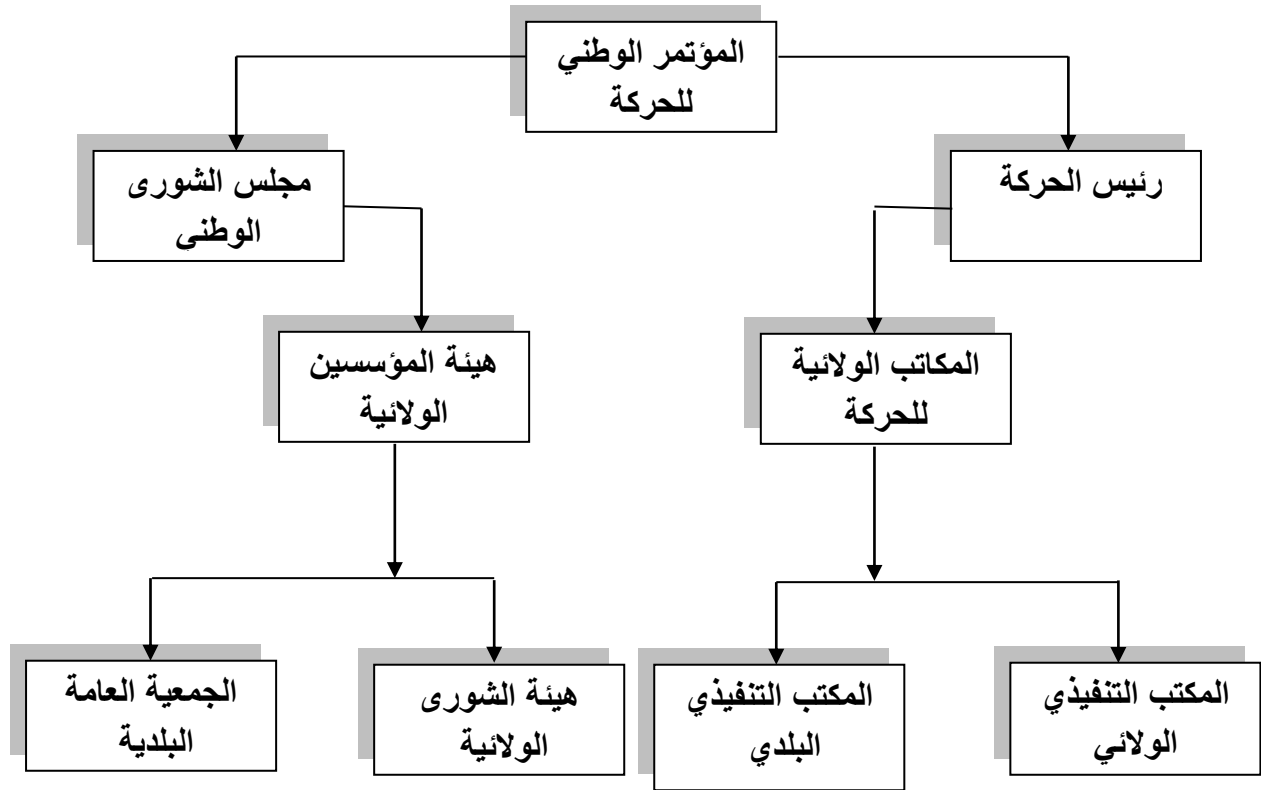 المؤتمر الوطني
للحركة
رئيس الحركة
مجلس الشورى
الوطني
المكاتب الولائية
للحركة
هيئة المؤسسين
الولائية
المكتب التنفيذي
الولائي
المكتب التنفيذي
البلدي
هيئة الشورى
الولائية
الجمعية العامة
البلدية